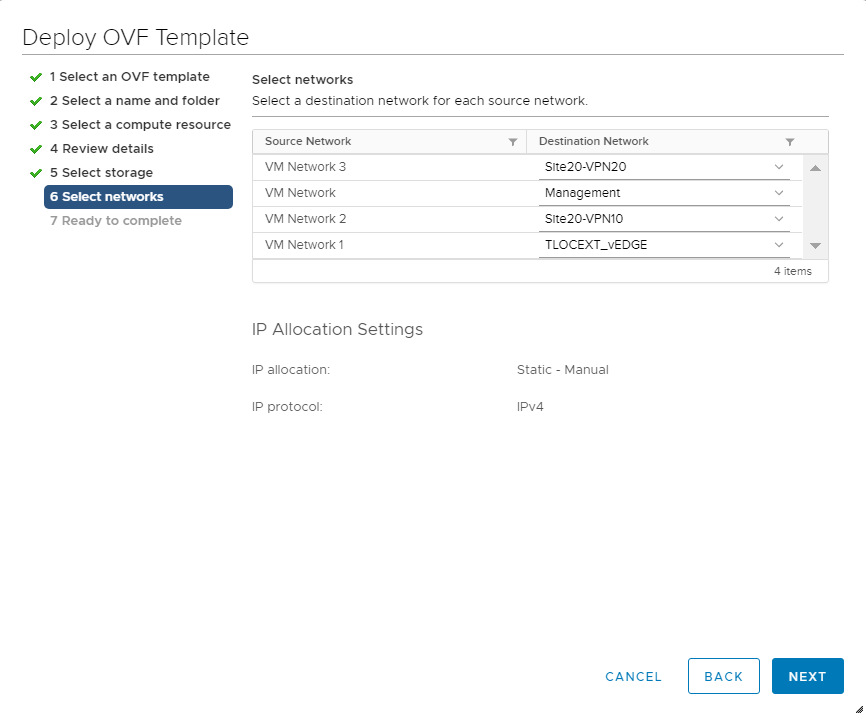 Deploy OVF Template
1 Select an OVF template
2 Select a name and folder
3 Select a compute resource
4 Review details
5 Select storage
6 Select networks
7 Ready to complete
Select networks
Select a destination network for each source network.
Source Network Destination Network
VM Network 3 SIte20-VPN20
VM Network Management
VM Network 2 SIte20-VPN10
VM Network 1 TLOCEXT_vEDGE
4 items
IP Allocation Settings
IP allocation: Static - Manual
IP protocol: IPv4
CANCEL BACK NEXT